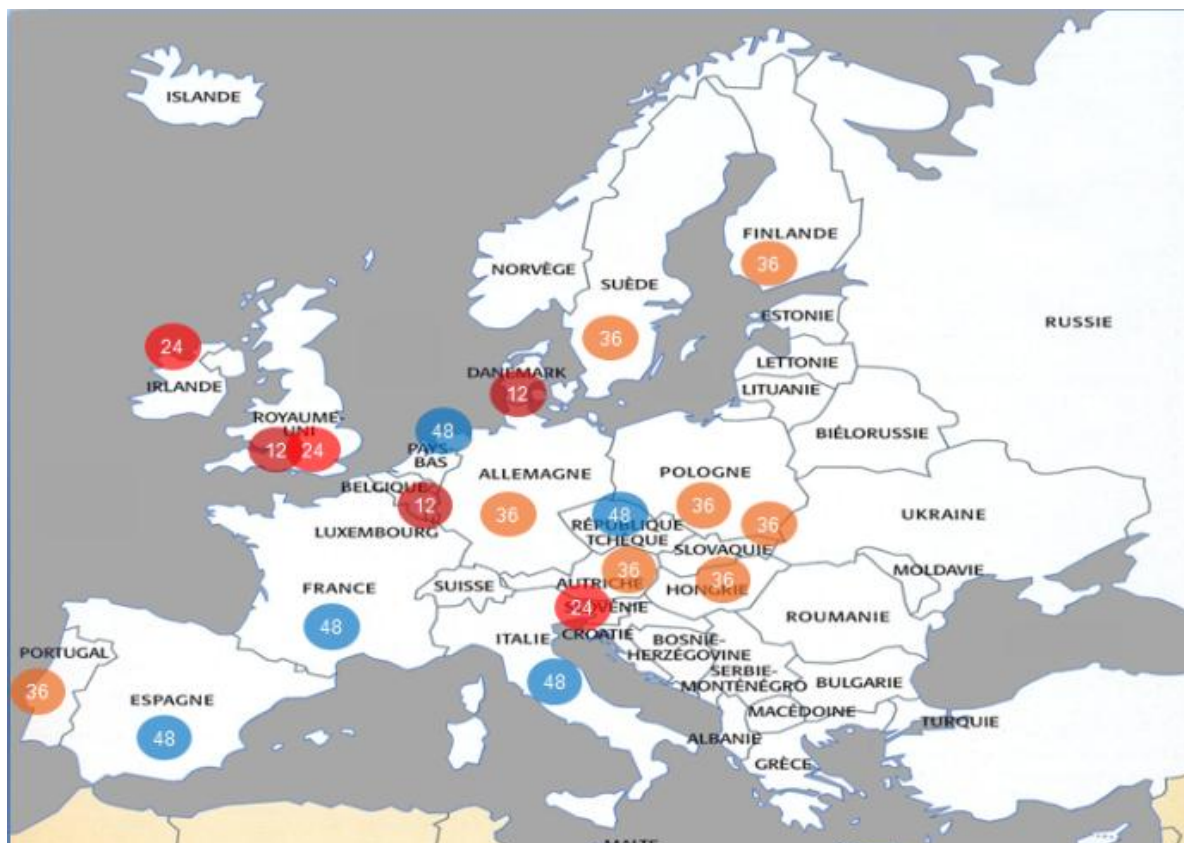 ISLANDE
FINLANDE
36
NORVÈGE
SUÈDE
ESTONIE
RUSSIE
36
24
LETTONIE
DANEMARK
IRLANDE
12
LITUANIE
ROYAUME-
UNI
48
BIÉLORUSSIE
12
24
PAYS-
BAS
ALLEMAGNE
POLOGNE
BELGIQUE
12
36
48
36
36
UKRAINE
LUXEMBOURG
RÉPUBLIQUE
TCHÈQUE
SLOVAQUIE
MOLDAVIE
FRANCE
SUISSE
AUTRICHE
36
HONGRIE
36
24
SLOVÉNIE
ROUMANIE
48
ITALIE
CROATIE
BOSNIE-
HERZÉGOVINE
PORTUGAL
SERBIE-
MONTÉNÉGRO
BULGARIE
36
48
ESPAGNE
MACÉDOINE
TURQUIE
48
ALBANIE
GRÈCE
MALTE